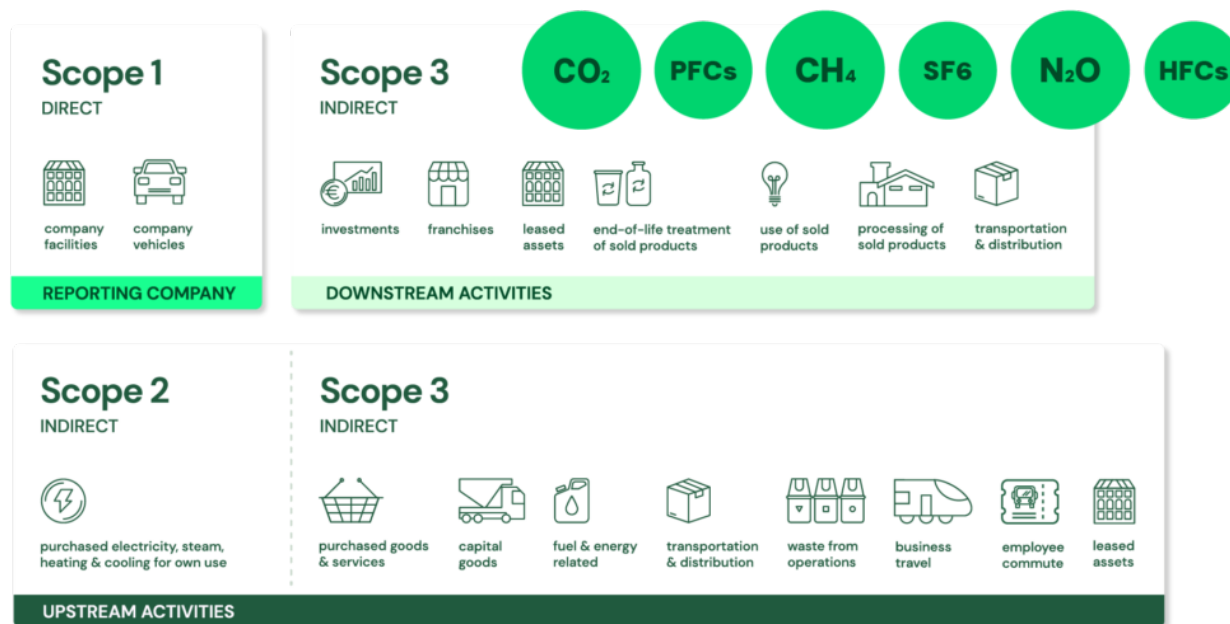 Scope 1
DIRECT
company
facilities
company
vehicles
REPORTING COMPANY
Scope 3
INDIRECT
CO₂
PFCs
CH₄
SF6
N₂O
HFCs
€
investments
franchises
leased
assets
end-of-life treatment
of sold products
use of sold
products
processing of
sold products
transportation
& distribution
DOWNSTREAM ACTIVITIES
Scope 2
INDIRECT
purchased electricity, steam,
heating & cooling for own use
Scope 3
INDIRECT
purchased goods
& services
capital
goods
fuel & energy
related
transportation
& distribution
waste from
operations
business
travel
employee
commute
leased
assets
UPSTREAM ACTIVITIES